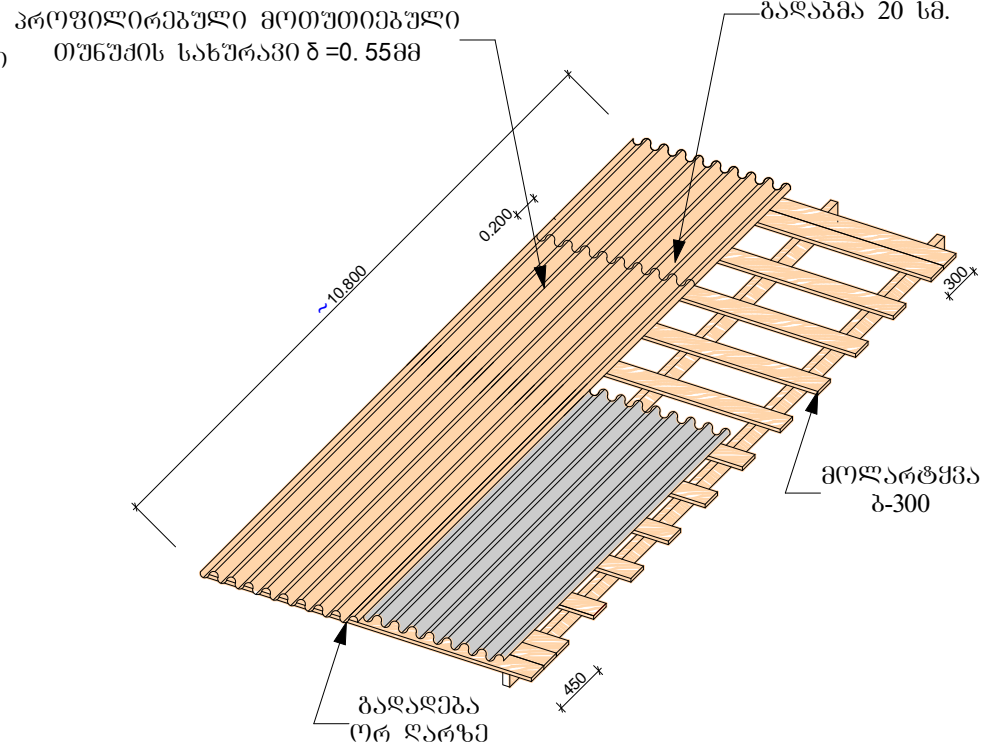 პროფილირებული მოთუთიებული
თუნუქის სახურავი δ =0. 55მმ
გადაბმა 20 სმ.
0.200
~10.800
300
მოლარტყვა
ბ-300
450
გადადება
ორ ღარზე